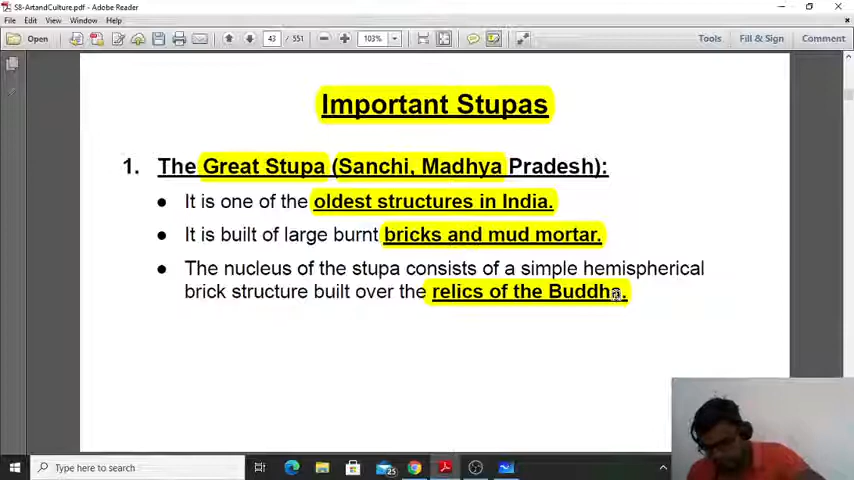 S8-ArtandCulture.pdf - Adobe Reader
File Edit View Window Help
Open 43 / 551 103% Tools Fill & Sign Comment
Important Stupas
1. The Great Stupa (Sanchi, Madhya Pradesh):
● It is one of the oldest structures in India.
● It is built of large burnt bricks and mud mortar.
● The nucleus of the stupa consists of a simple hemispherical
brick structure built over the relics of the Buddha.
Type here to search 25